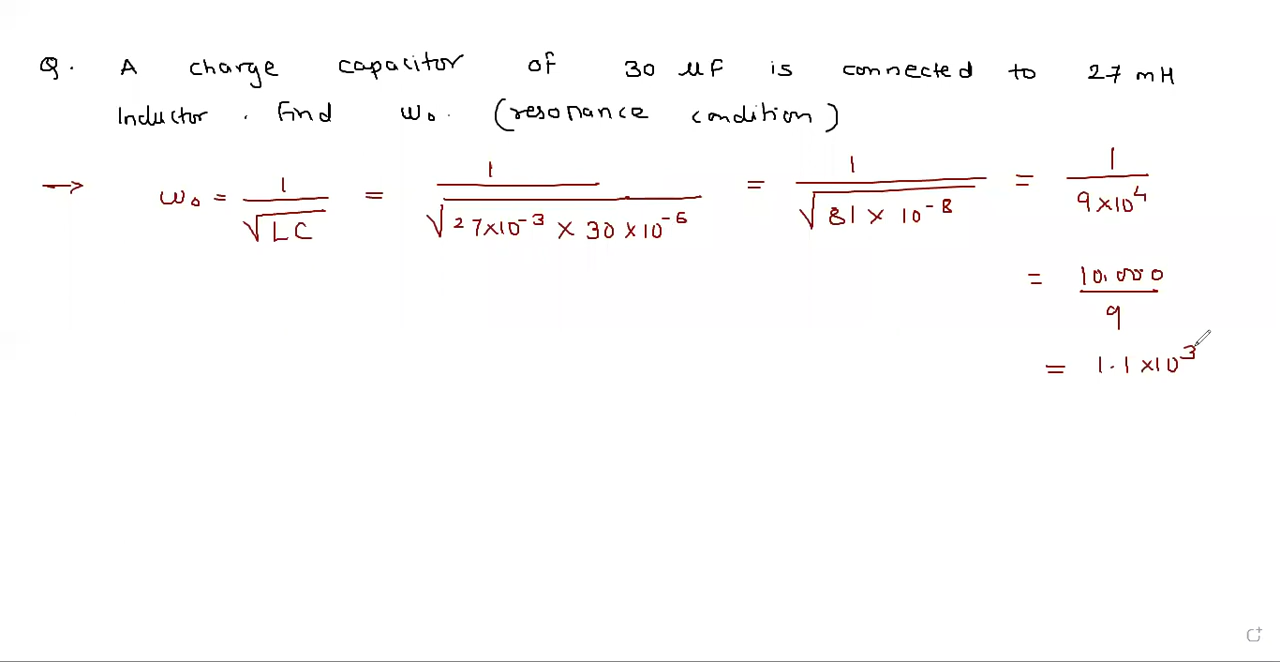 Q. A charge capacitor of 30 μF is connected to 27 mH
Inductor. Find ω₀. (resonance condition)
→ ω₀ = 1/√LC = 1/√27×10⁻³ × 30×10⁻⁶ = 1/√81×10⁻⁸ = 1/9×10⁴
= 10,000/9
= 1.1×10³